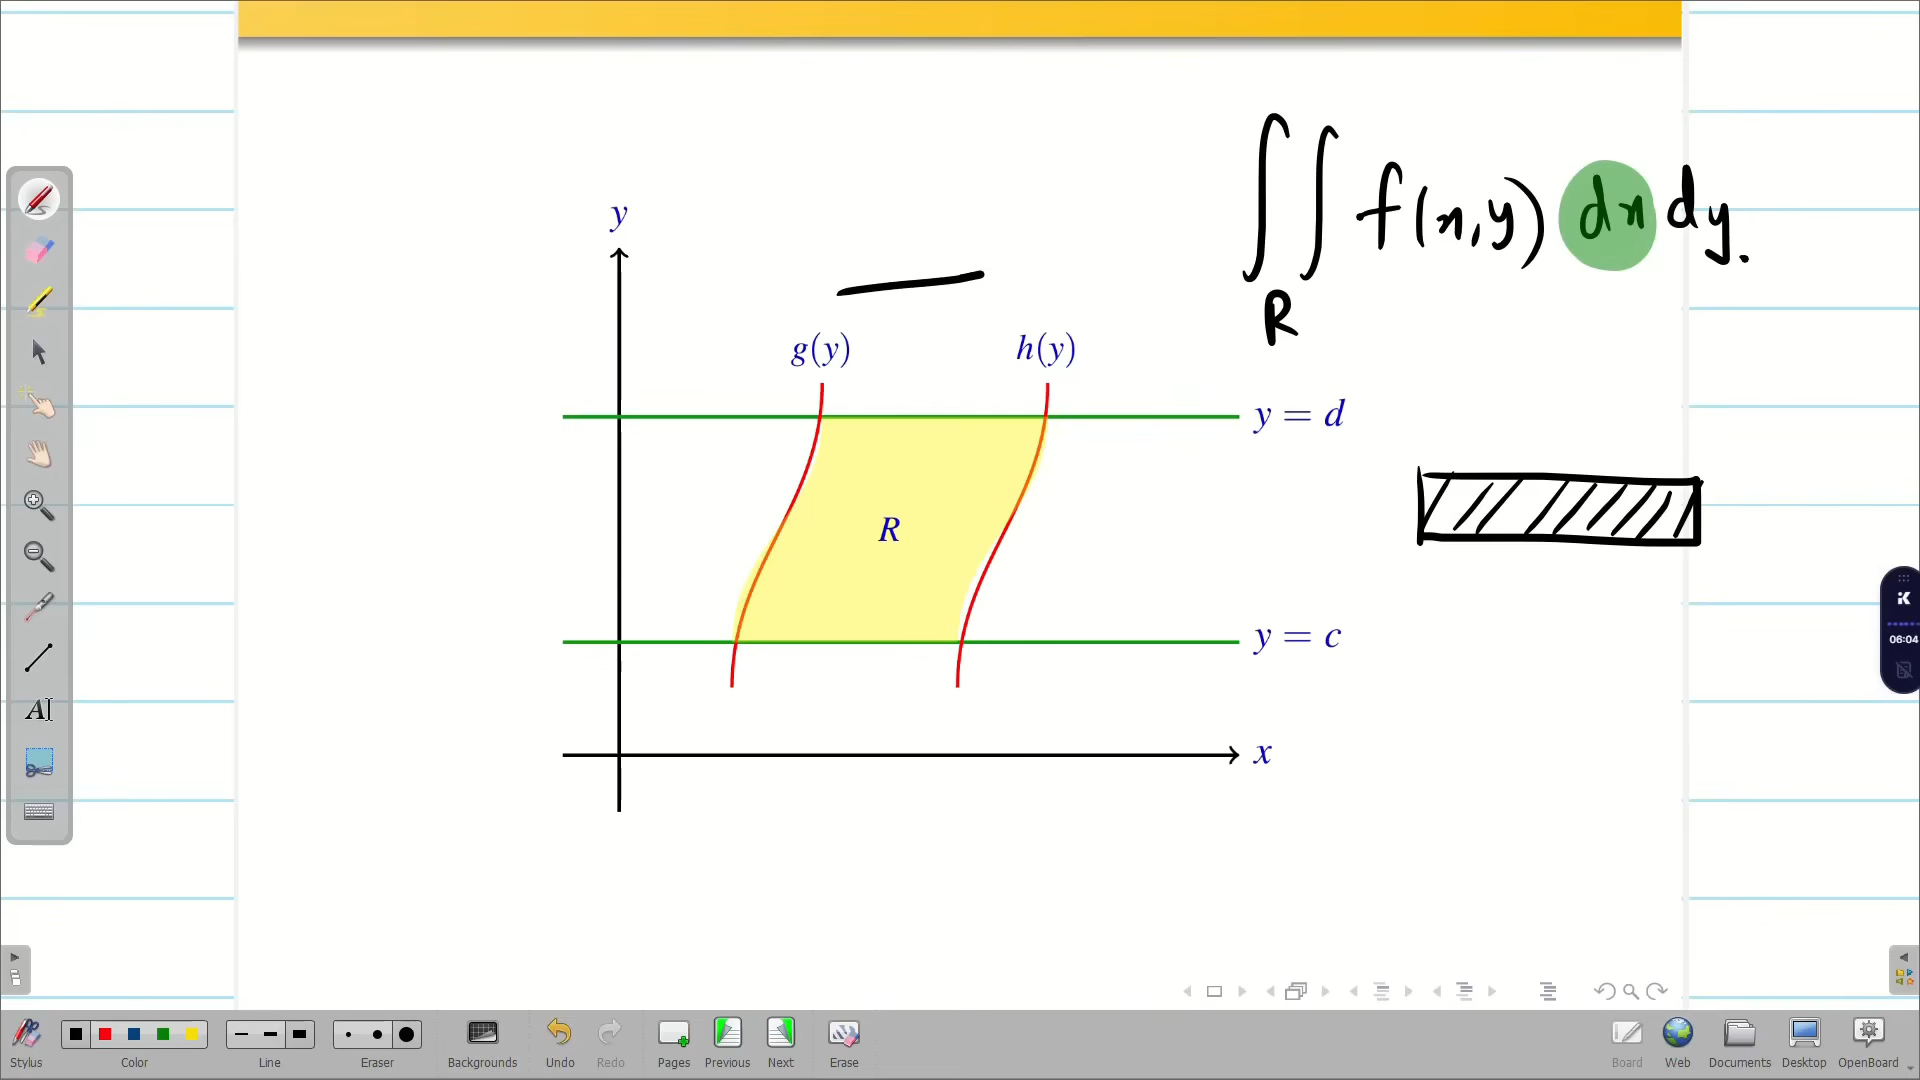 ∫∫ f(x,y) dx dy.
R
y
g(y) h(y)
y = d
R
y = c
x
06:04
A
Stylus Color Line Eraser Backgrounds Undo Redo Pages Previous Next Erase Board Web Documents Desktop OpenBoard